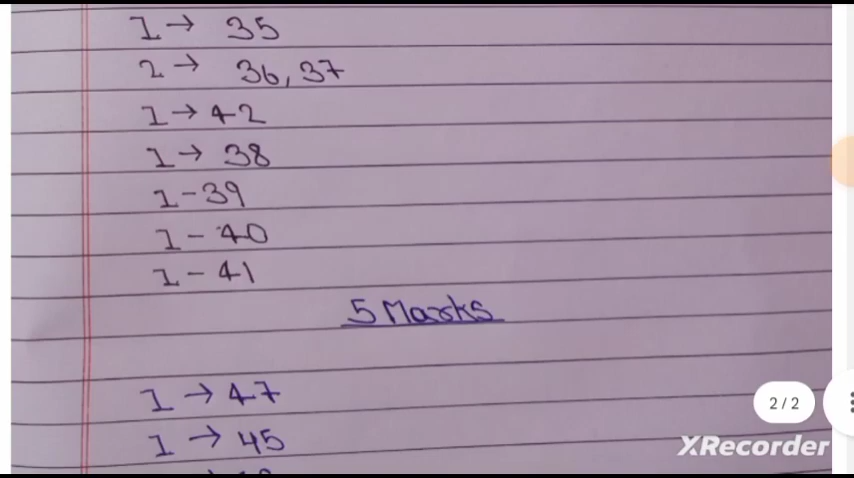 1 → 35
2 → 36, 37
1 → 42
1 → 38
1 - 39
1 - 40
1 - 41
5 Marks
1 → 47
2 / 2
1 → 45
XRecorder